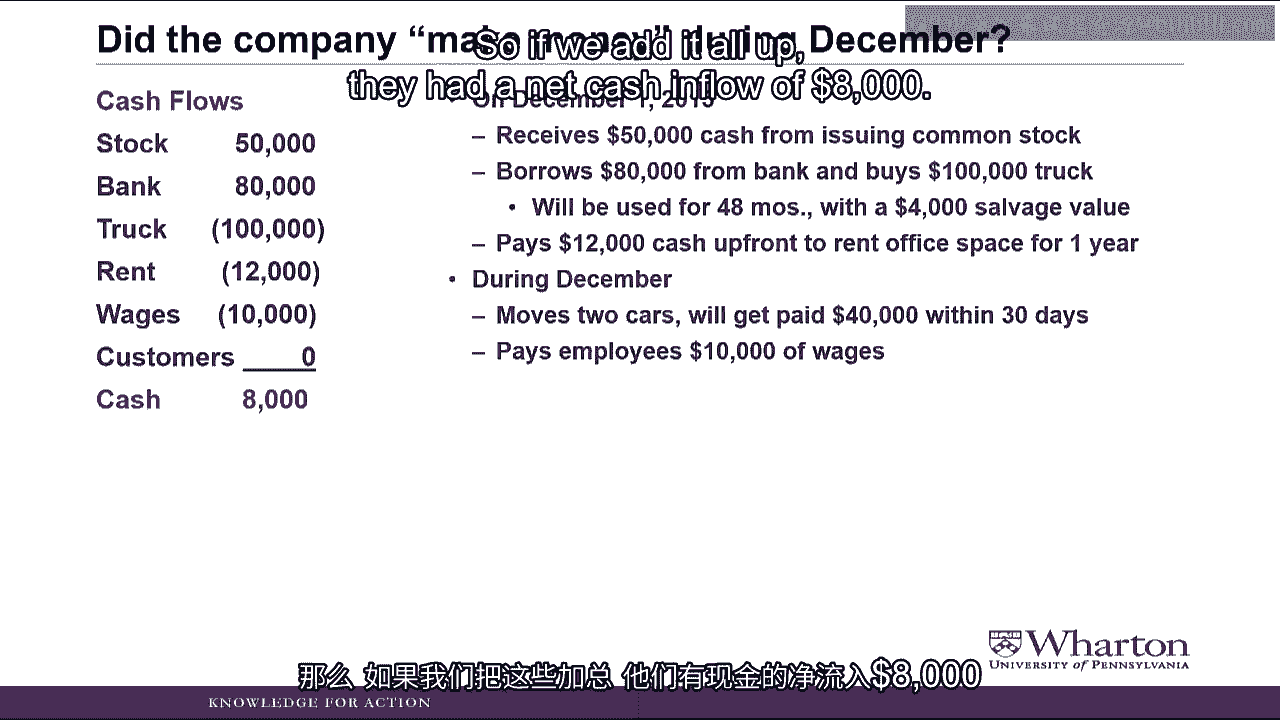 Did the company “make money” during December?
So if we add it all up,
they had a net cash inflow of $8,000.
Cash Flows
Stock 50,000
Bank 80,000
Truck (100,000)
Rent (12,000)
Wages (10,000)
Customers 0
Cash 8,000
• On December 1,
– Receives $50,000 cash from issuing common stock
– Borrows $80,000 from bank and buys $100,000 truck
• Will be used for 48 mos., with a $4,000 salvage value
– Pays $12,000 cash upfront to rent office space for 1 year
• During December
– Moves two cars, will get paid $40,000 within 30 days
– Pays employees $10,000 of wages
Wharton
UNIVERSITY of PENNSYLVANIA
那么 如果我们把这些加总 他们有现金的净流入$8,000
KNOWLEDGE FOR ACTION